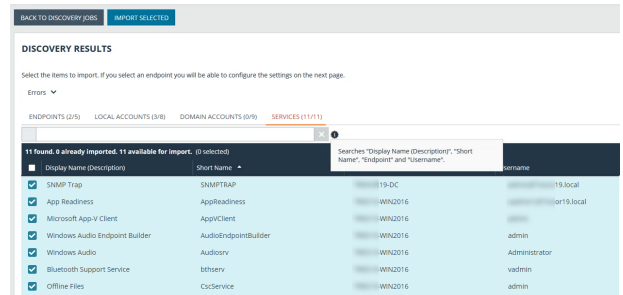 BACK TO DISCOVERY JOBS IMPORT SELECTED
DISCOVERY RESULTS
Select the items to import. If you select an endpoint you will be able to configure the settings on the next page.
Errors
ENDPOINTS (2/5) LOCAL ACCOUNTS (3/8) DOMAIN ACCOUNTS (0/9) SERVICES (11/11)
Searches "Display Name (Description)", "Short
Name", "Endpoint" and "Username".
11 found. 0 already imported. 11 available for import. (0 selected)
Display Name (Description) Short Name sername
SNMP Trap SNMPTRAP 19-DC 19.local
App Readiness AppReadiness WIN2016 or19.local
Microsoft App-V Client AppVClient WIN2016
Windows Audio Endpoint Builder AudioEndpointBuilder WIN2016 admin
Windows Audio Audiosrv WIN2016 Administrator
Bluetooth Support Service bthserv WIN2016 vadmin
Offline Files CscService WIN2016 admin